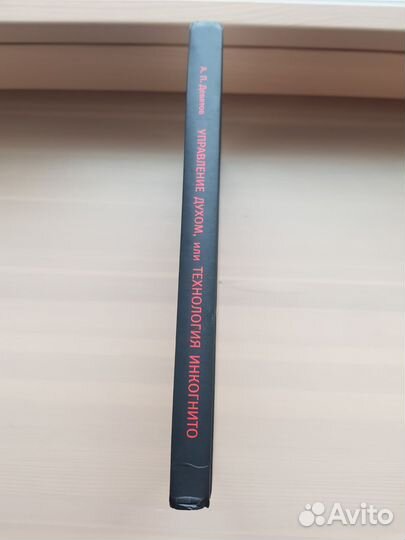 А. П. Девятов УПРАВЛЕНИЕ ДУХОМ, или ТЕХНОЛОГИЯ ИНКОГНИТО
Avito